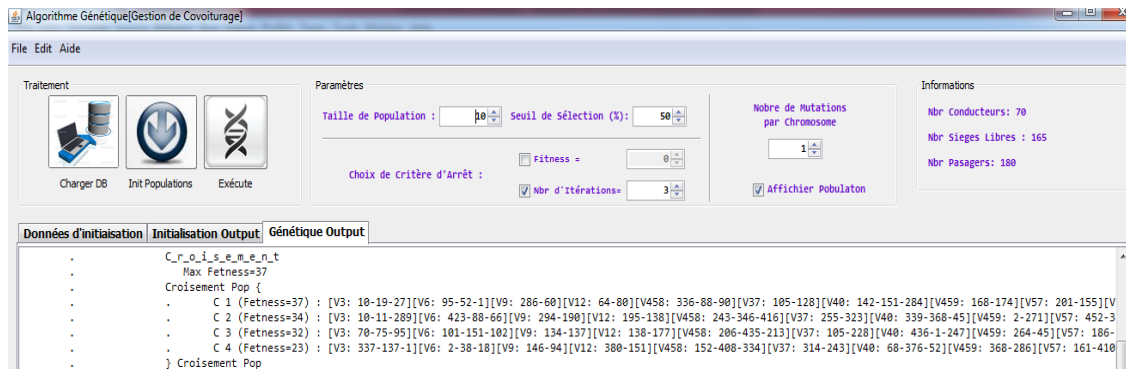 Algorithme Génétique[Gestion de Covoiturage]
File Edit Aide
Traitement
Charger DB
Init Populations
Exécute
Paramètres
Taille de Population : 10 Seuil de Sélection (%): 50
Choix de Critère d'Arrêt :
Fitness = 0
Nbr d'Itérations= 3
Nobre de Mutations
par Chromosome
1
Affichier Pobulaton
Informations
Nbr Conducteurs: 70
Nbr Sieges Libres : 165
Nbr Pasagers: 180
Données d'initiaisation Initialisation Output Génétique Output
. C_r_o_i_s_e_m_e_n_t
. Max Fetness=37
. Croisement Pop {
. . C 1 (Fetness=37) : [V3: 10-19-27][V6: 95-52-1][V9: 286-60][V12: 64-80][V458: 336-88-90][V37: 105-128][V40: 142-151-284][V459: 168-174][V57: 201-155][V
. . C 2 (Fetness=34) : [V3: 10-11-289][V6: 423-88-66][V9: 294-190][V12: 195-138][V458: 243-346-416][V37: 255-323][V40: 339-368-45][V459: 2-271][V57: 452-3
. . C 3 (Fetness=32) : [V3: 70-75-95][V6: 101-151-102][V9: 134-137][V12: 138-177][V458: 206-435-213][V37: 105-228][V40: 436-1-247][V459: 264-45][V57: 186-
. . C 4 (Fetness=23) : [V3: 337-137-1][V6: 2-38-18][V9: 146-94][V12: 380-151][V458: 152-408-334][V37: 314-243][V40: 68-376-52][V459: 368-286][V57: 161-410
. } Croisement Pop